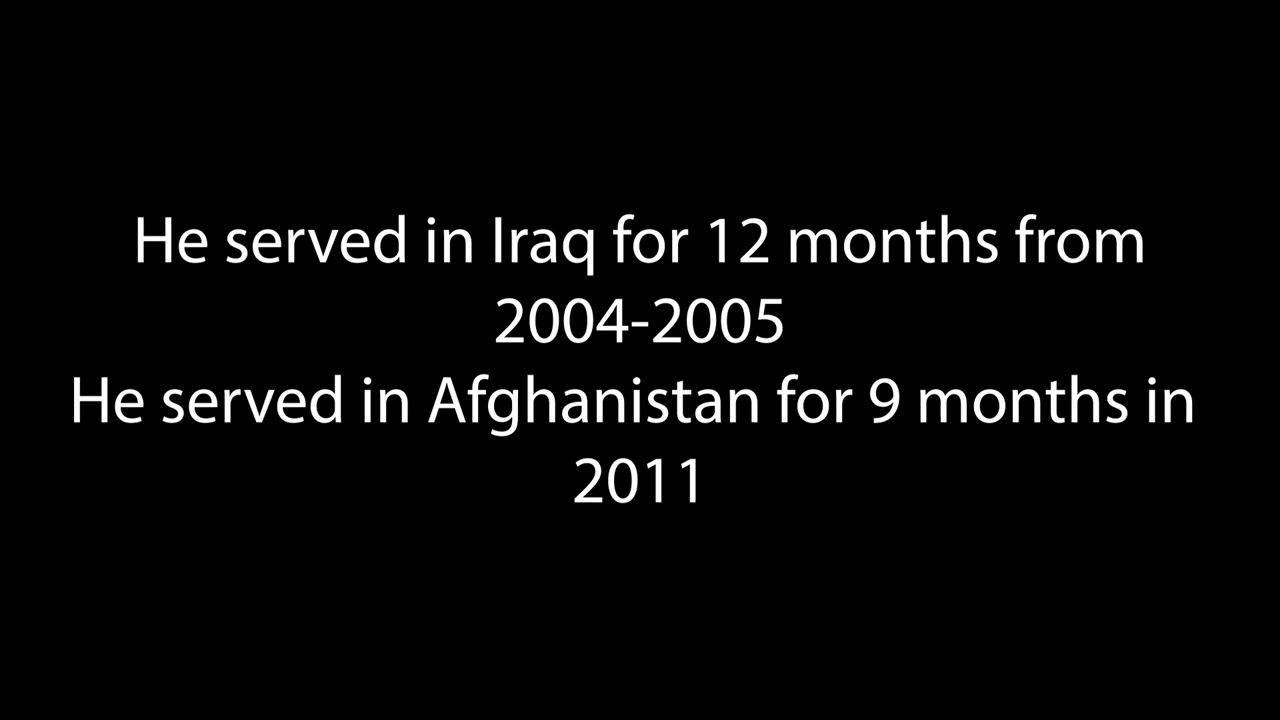 He served in Iraq for 12 months from
2004-2005
He served in Afghanistan for 9 months in
2011